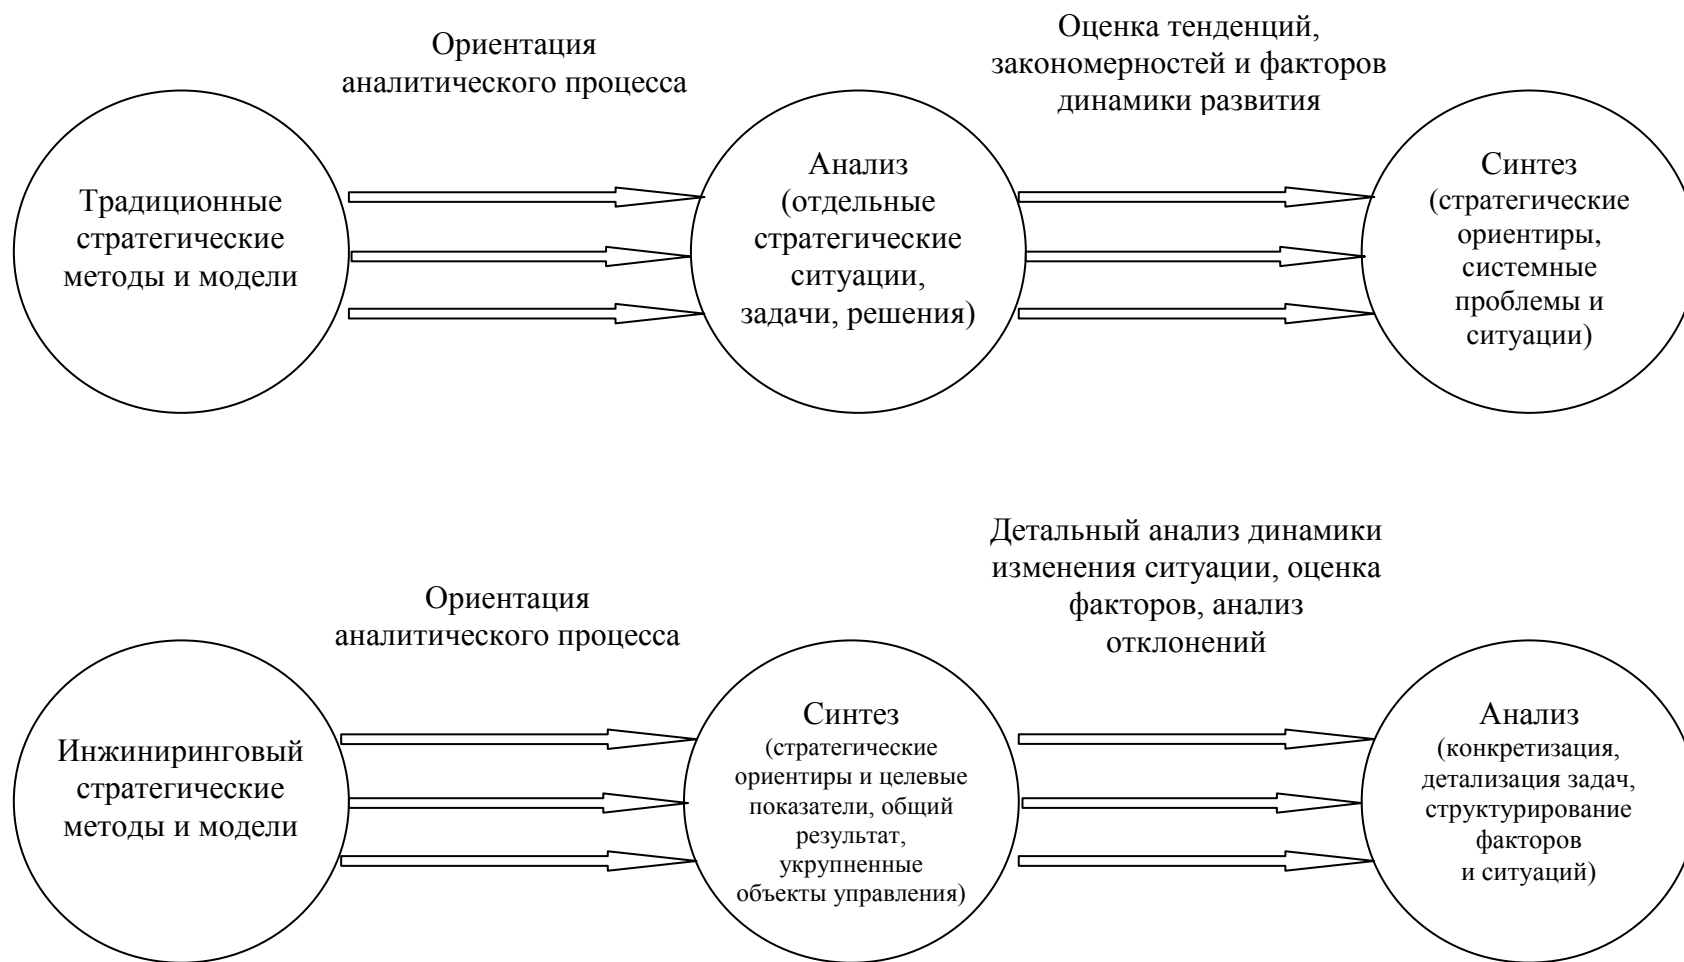 Ориентация
аналитического процесса
Оценка тенденций,
закономерностей и факторов
динамики развития
Традиционные
стратегические
методы и модели
Анализ
(отдельные
стратегические
ситуации,
задачи, решения)
Синтез
(стратегические
ориентиры,
системные
проблемы и
ситуации)
Ориентация
аналитического процесса
Детальный анализ динамики
изменения ситуации, оценка
факторов, анализ
отклонений
Инжиниринговый
стратегические
методы и модели
Синтез
(стратегические
ориентиры и целевые
показатели, общий
результат,
укрупненные
объекты управления)
Анализ
(конкретизация,
детализация задач,
структурирование
факторов
и ситуаций)